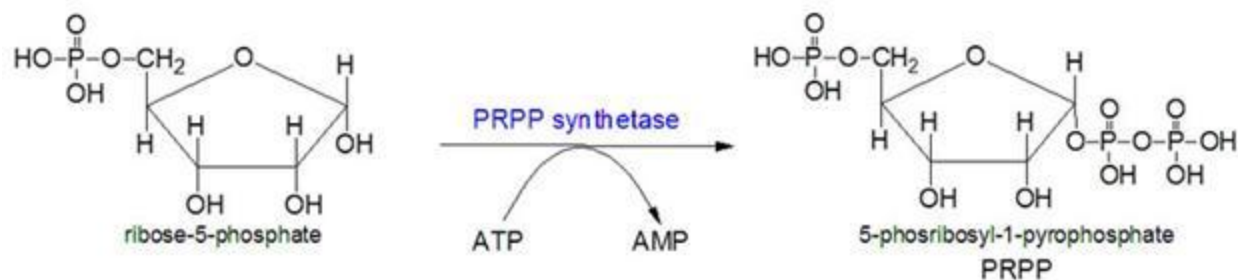 O
HO-P-O-CH2
OH
O
H
H
H
H
OH
OH
OH
ribose-5-phosphate
PRPP synthetase
ATP
AMP
O
HO-P-O-CH2
OH
O
H
H
H
H
O
O
O-P-O-P-OH
OH
OH
OH
OH
5-phosribosyl-1-pyrophosphate
PRPP